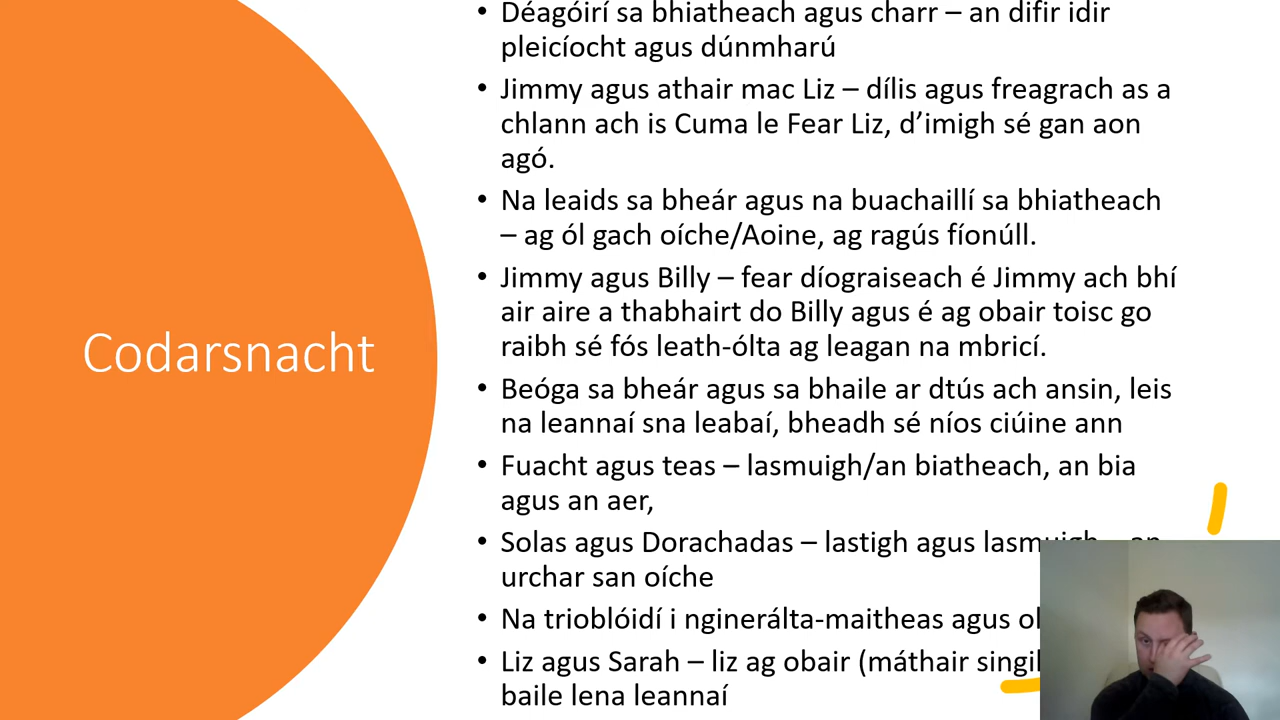 Codarsnacht
• Déagóirí sa bhiatheach agus charr – an difir idir
pleicíocht agus dúnmharú
• Jimmy agus athair mac Liz – dílis agus freagrach as a
chlann ach is Cuma le Fear Liz, d’imigh sé gan aon
agó.
• Na leaids sa bheár agus na buachaillí sa bhiatheach
– ag ól gach oíche/Aoine, ag ragús fíonúll.
• Jimmy agus Billy – fear díograiseach é Jimmy ach bhí
air aire a thabhairt do Billy agus é ag obair toisc go
raibh sé fós leath-ólta ag leagan na mbricí.
• Beóga sa bheár agus sa bhaile ar dtús ach ansin, leis
na leannaí sna leabaí, bheadh sé níos ciúine ann
• Fuacht agus teas – lasmuigh/an biatheach, an bia
agus an aer,
• Solas agus Dorachadas – lastigh agus lasmuigh – an
urchar san oíche
• Na trioblóidí i nginerálta-maitheas agus
• Liz agus Sarah – liz ag obair (máthair
baile lena leannaí